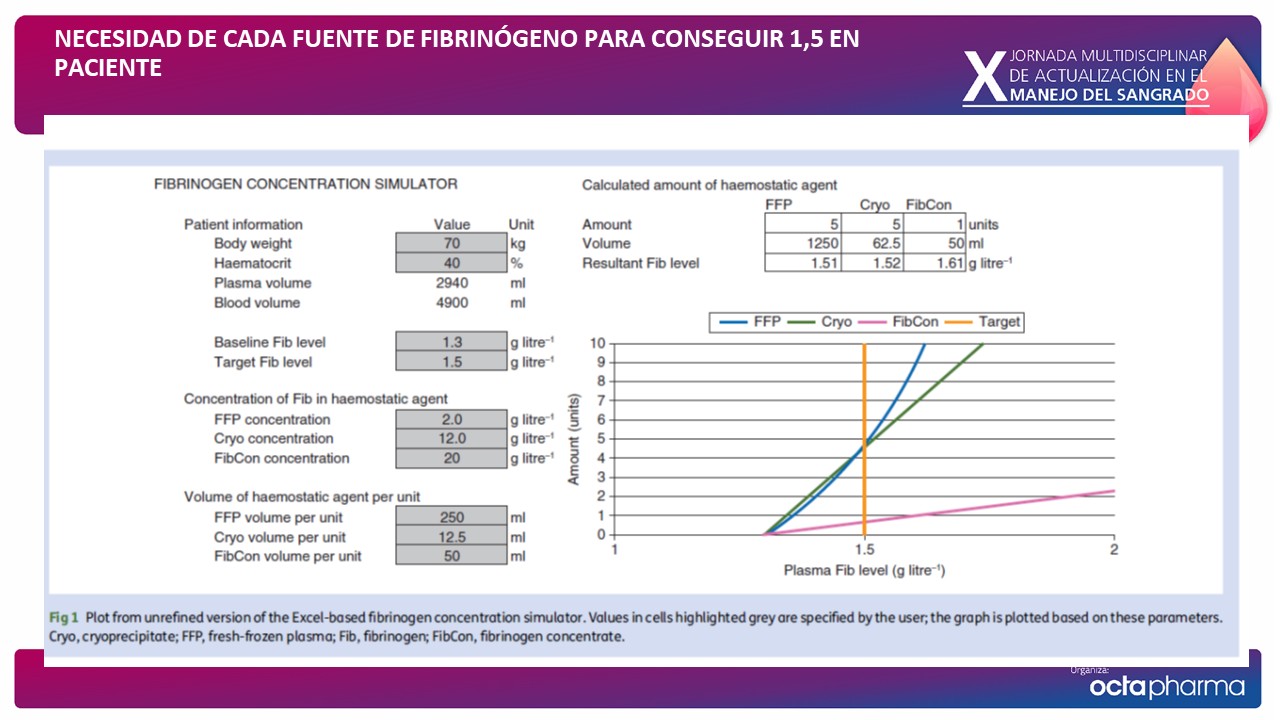 NECESIDAD DE CADA FUENTE DE FIBRINÓGENO PARA CONSEGUIR 1,5 EN
PACIENTE
X JORNADA MULTIDISCIPLINAR
DE ACTUALIZACIÓN EN EL
MANEJO DEL SANGRADO
FIBRINOGEN CONCENTRATION SIMULATOR
Patient information Value Unit
Body weight 70 kg
Haematocrit 40 %
Plasma volume 2940 ml
Blood volume 4900 ml
Baseline Fib level 1.3 g litre⁻¹
Target Fib level 1.5 g litre⁻¹
Concentration of Fib in haemostatic agent
FFP concentration 2.0 g litre⁻¹
Cryo concentration 12.0 g litre⁻¹
FibCon concentration 20 g litre⁻¹
Volume of haemostatic agent per unit
FFP volume per unit 250 ml
Cryo volume per unit 12.5 ml
FibCon volume per unit 50 ml
Calculated amount of haemostatic agent
FFP Cryo FibCon
Amount 5 5 1 units
Volume 1250 62.5 50 ml
Resultant Fib level 1.51 1.52 1.61 g litre⁻¹
FFP Cryo FibCon Target
Amount (units)
10
9
8
7
6
5
4
3
2
1
0
1 1.5 2
Plasma Fib level (g litre⁻¹)
Fig 1 Plot from unrefined version of the Excel-based fibrinogen concentration simulator. Values in cells highlighted grey are specified by the user; the graph is plotted based on these parameters.
Cryo, cryoprecipitate; FFP, fresh-frozen plasma; Fib, fibrinogen; FibCon, fibrinogen concentrate.
Organiza:
octapharma